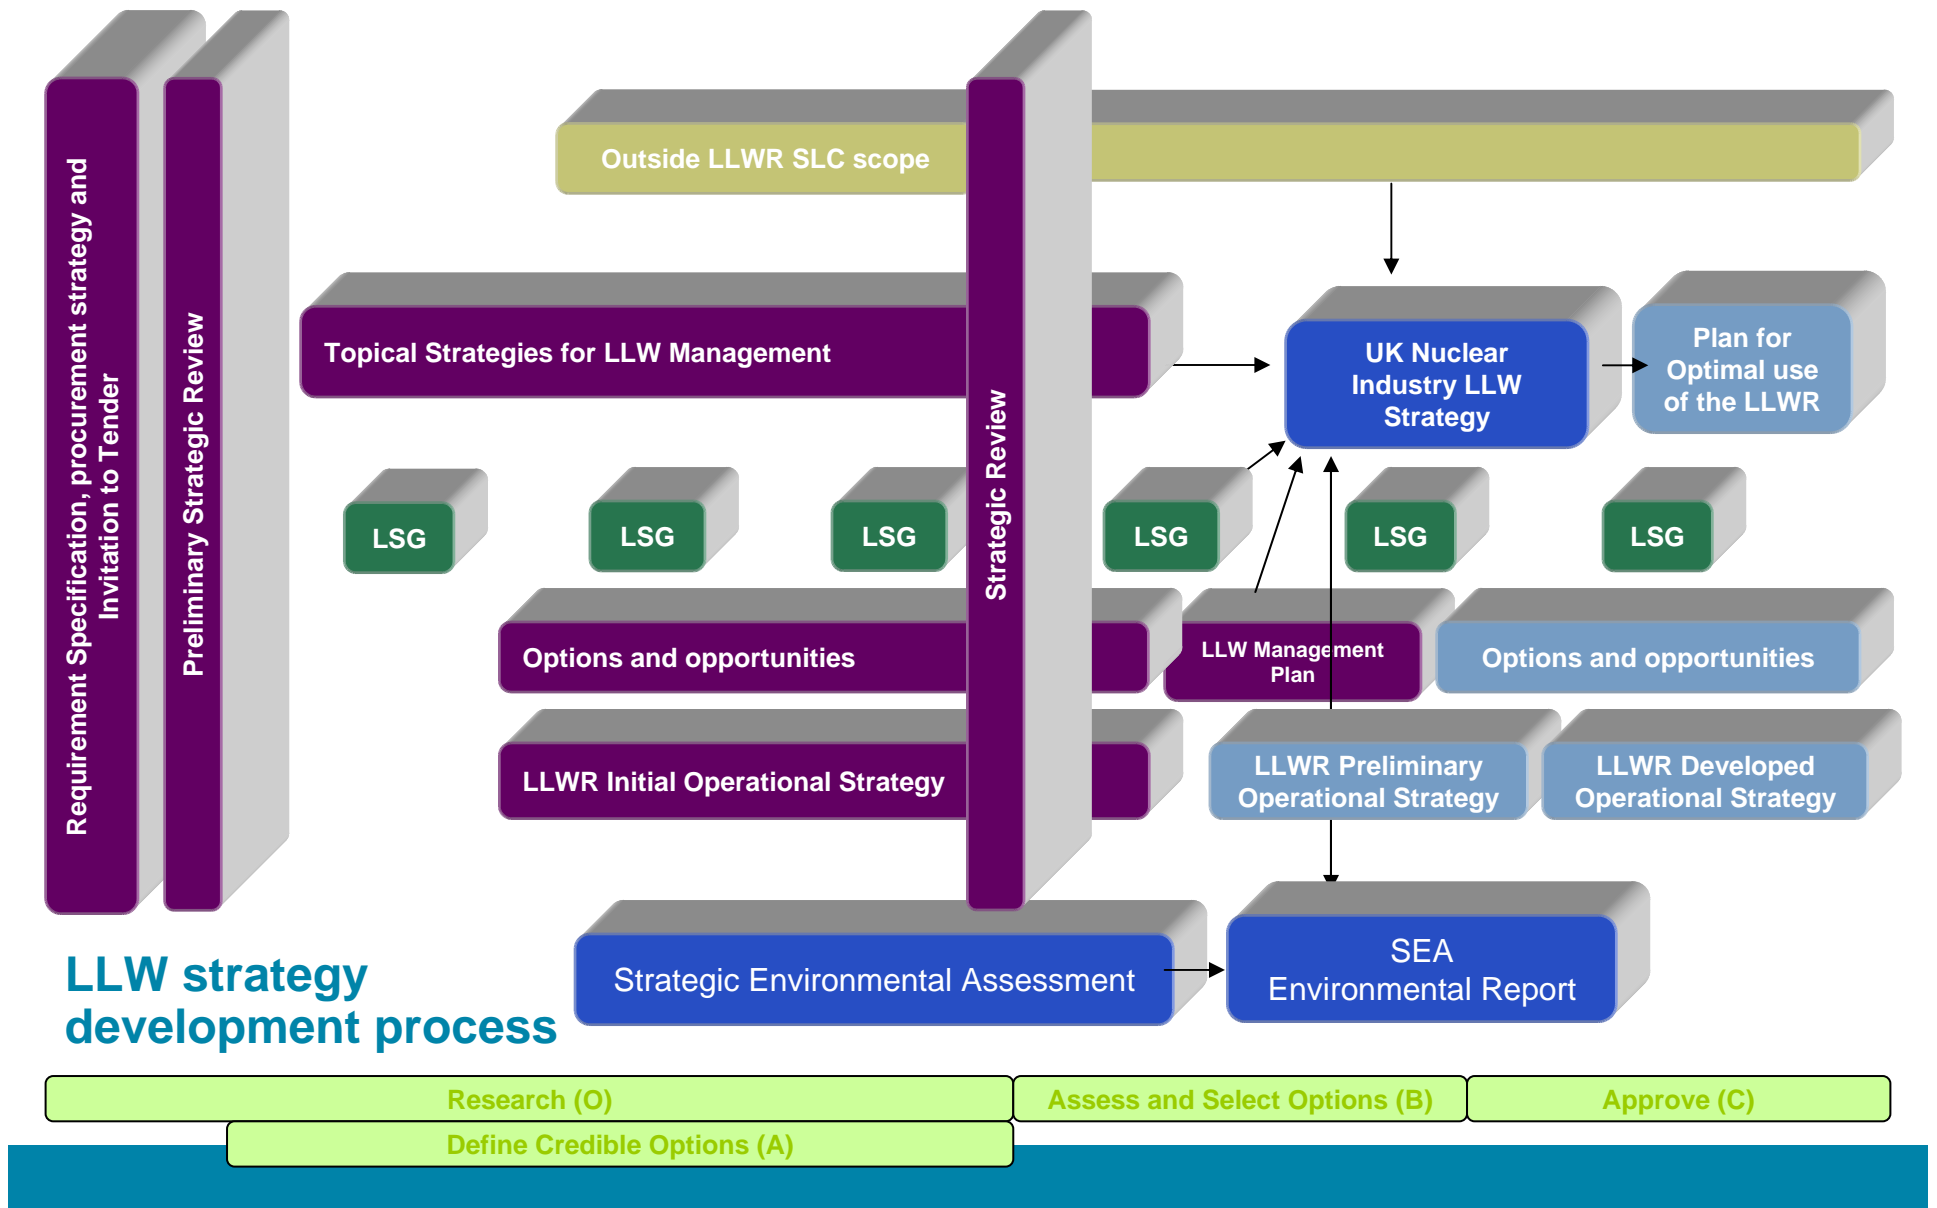 Requirement Specification, procurement strategy and
Invitation to Tender
Preliminary Strategic Review
Strategic Review
Outside LLWR SLC scope
Topical Strategies for LLW Management
UK Nuclear
Industry LLW
Strategy
Plan for
Optimal use
of the LLWR
LSG
LSG
LSG
LSG
LSG
LSG
Options and opportunities
LLW Management
Plan
Options and opportunities
LLWR Initial Operational Strategy
LLWR Preliminary
Operational Strategy
LLWR Developed
Operational Strategy
Strategic Environmental Assessment
SEA
Environmental Report
LLW strategy
development process
Research (O)
Assess and Select Options (B)
Approve (C)
Define Credible Options (A)